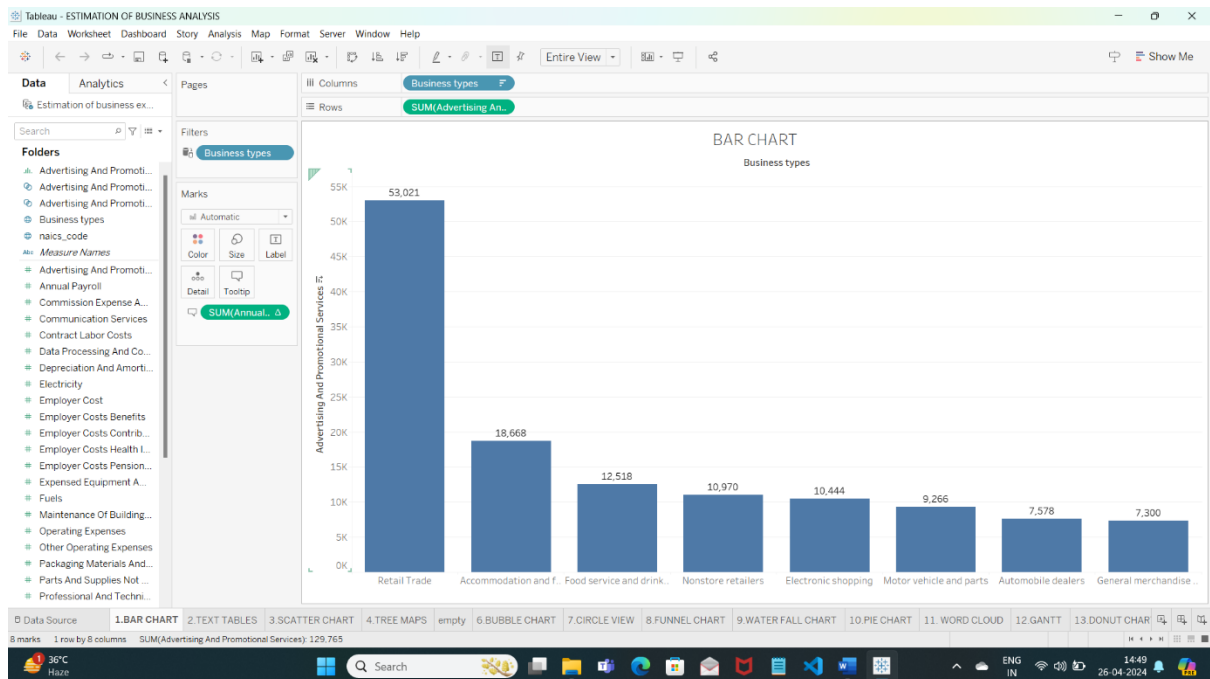 Tableau - ESTIMATION OF BUSINESS ANALYSIS
File Data Worksheet Dashboard Story Analysis Map Format Server Window Help
Entire View
Show Me
Data Analytics
Pages
Columns Business types
Estimation of business ex...
Rows SUM(Advertising An..
Search
Filters
Business types
Folders
Advertising And Promoti...
Advertising And Promoti...
Advertising And Promoti...
Business types
naics_code
Abc Measure Names
Advertising And Promoti...
Annual Payroll
Commission Expense A...
Communication Services
Contract Labor Costs
Data Processing And Co...
Depreciation And Amorti...
Electricity
Employer Cost
Employer Costs Benefits
Employer Costs Contrib...
Employer Costs Health I...
Employer Costs Pension...
Expensed Equipment A...
Fuels
Maintenance Of Building...
Operating Expenses
Other Operating Expenses
Packaging Materials And...
Parts And Supplies Not ...
Professional And Techni...
Marks
Automatic
Color Size Label
Detail Tooltip
SUM(Annual.. Δ
BAR CHART
Business types
Advertising And Promotional Services
55K
50K
45K
40K
35K
30K
25K
20K
15K
10K
5K
0K
53,021
18,668
12,518
10,970
10,444
9,266
7,578
7,300
Retail Trade Accommodation and f.. Food service and drink.. Nonstore retailers Electronic shopping Motor vehicle and parts Automobile dealers General merchandise ..
Data Source 1.BAR CHART 2.TEXT TABLES 3.SCATTER CHART 4.TREE MAPS empty 6.BUBBLE CHART 7.CIRCLE VIEW 8.FUNNEL CHART 9.WATER FALL CHART 10.PIE CHART 11. WORD CLOUD 12.GANTT 13.DONUT CHAR
8 marks 1 row by 8 columns SUM(Advertising And Promotional Services): 129,765
1
36°C
Haze
Search
ENG
IN
14:49
26-04-2024